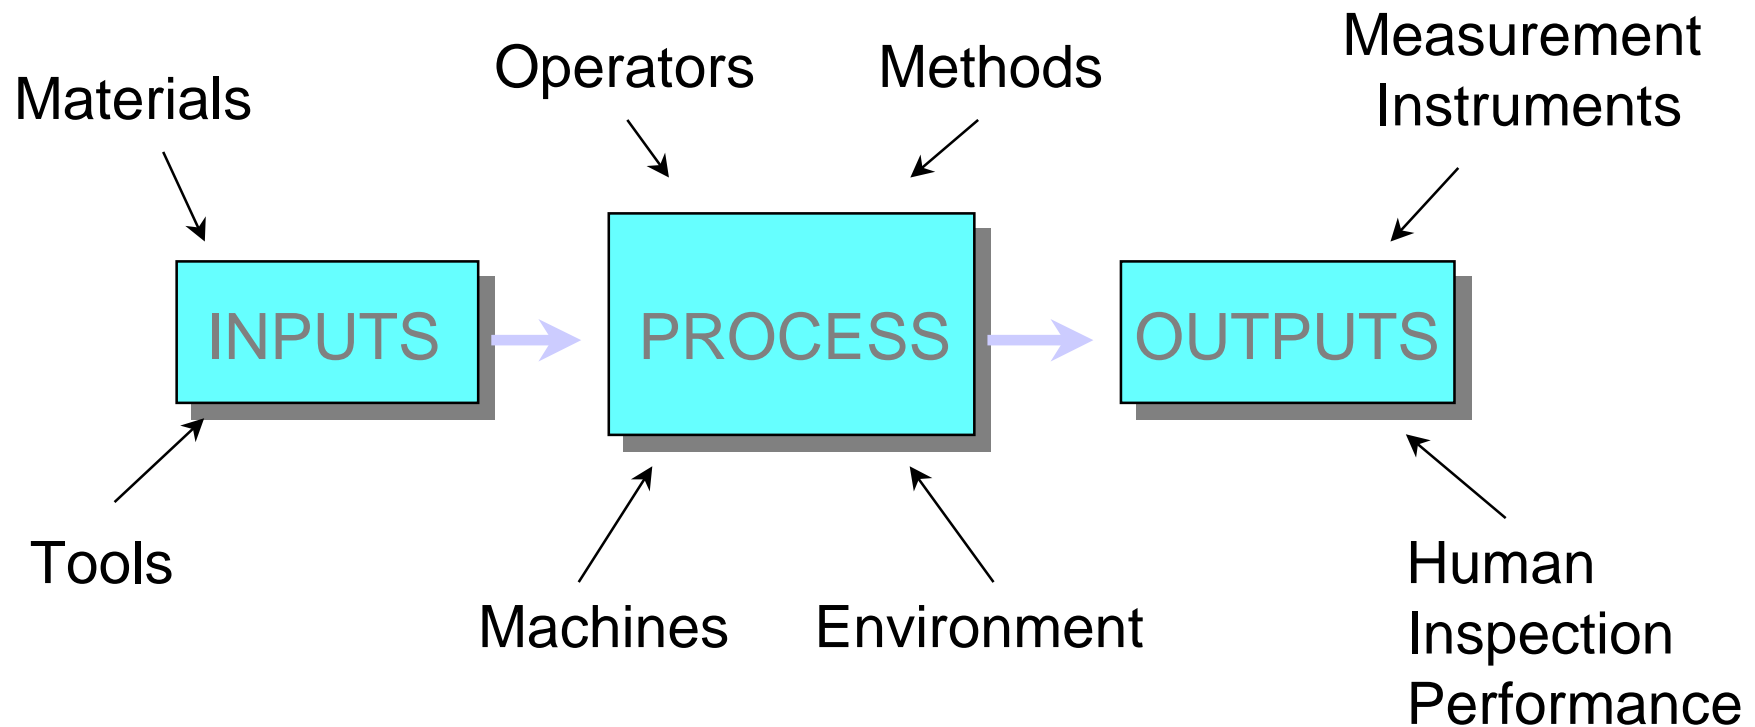 Materials
Operators
Methods
Measurement
Instruments
INPUTS
PROCESS
OUTPUTS
Tools
Machines
Environment
Human
Inspection
Performance